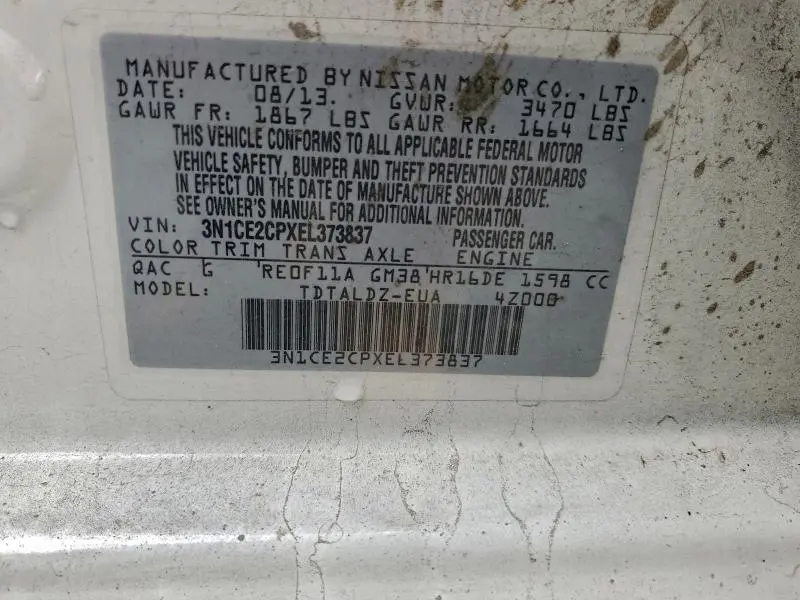 MANUFACTURED BY NISSAN MOTOR CO., LTD.
DATE: 08/13. GVWR: 3470 LBS
GAWR FR: 1867 LBS GAWR RR: 1664 LBS
THIS VEHICLE CONFORMS TO ALL APPLICABLE FEDERAL MOTOR
VEHICLE SAFETY, BUMPER AND THEFT PREVENTION STANDARDS
IN EFFECT ON THE DATE OF MANUFACTURE SHOWN ABOVE.
SEE OWNER'S MANUAL FOR ADDITIONAL INFORMATION.
VIN: 3N1CE2CPXEL373837 PASSENGER CAR.
COLOR TRIM TRANS AXLE ENGINE
QAC G RE0F11A GM38 HR16DE 1598 CC
MODEL: TDTALDZ-EUA 4Z000
3N1CE2CPXEL373837